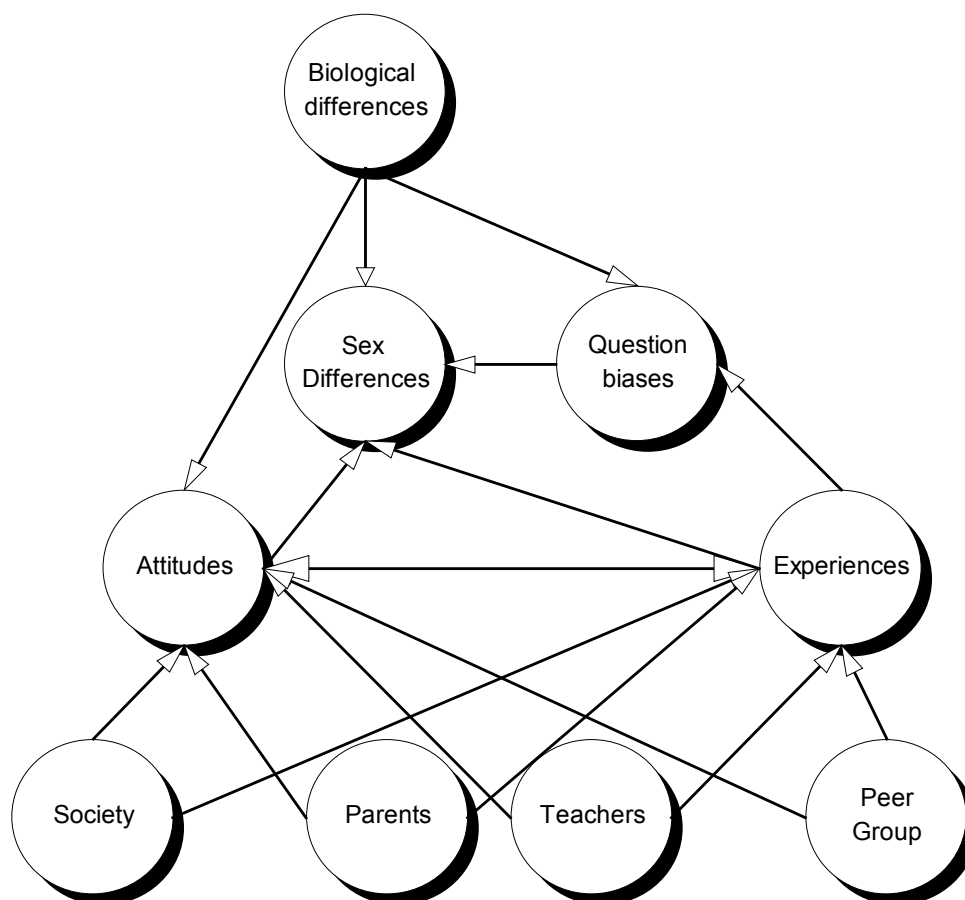 Biological
differences
Sex
Differences
Question
biases
Attitudes
Experiences
Society
Parents
Teachers
Peer
Group